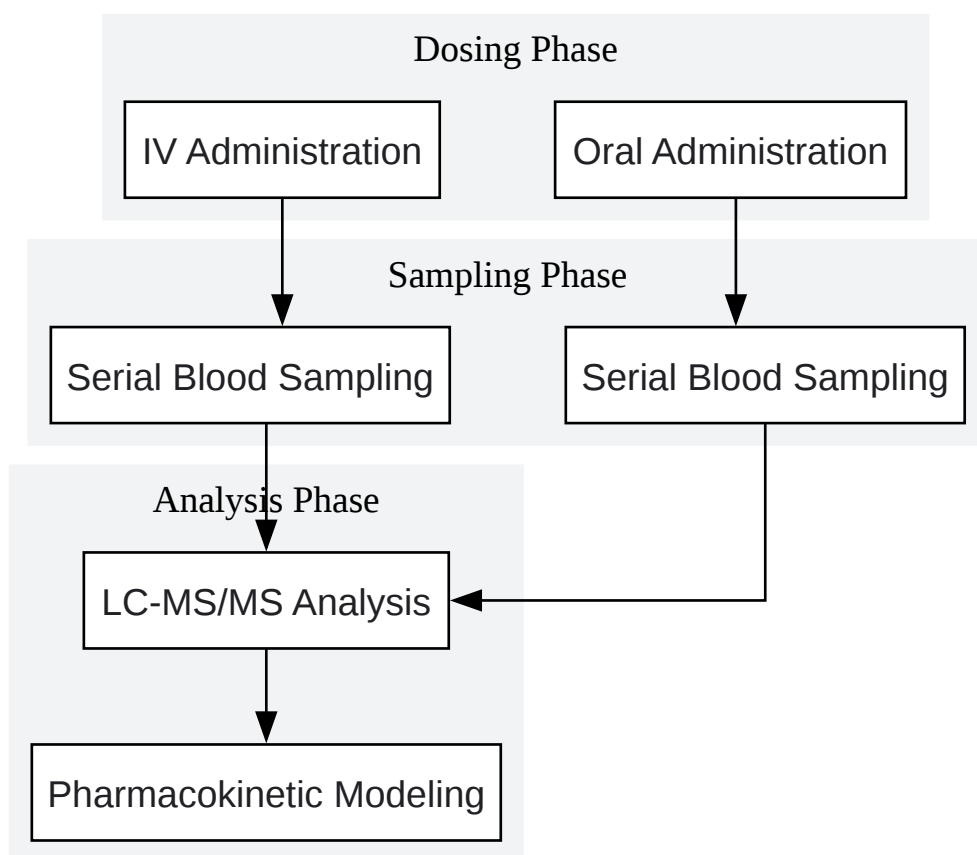 Dosing Phase
IV Administration
Oral Administration
Sampling Phase
Serial Blood Sampling
Serial Blood Sampling
Analysis Phase
LC-MS/MS Analysis
Pharmacokinetic Modeling